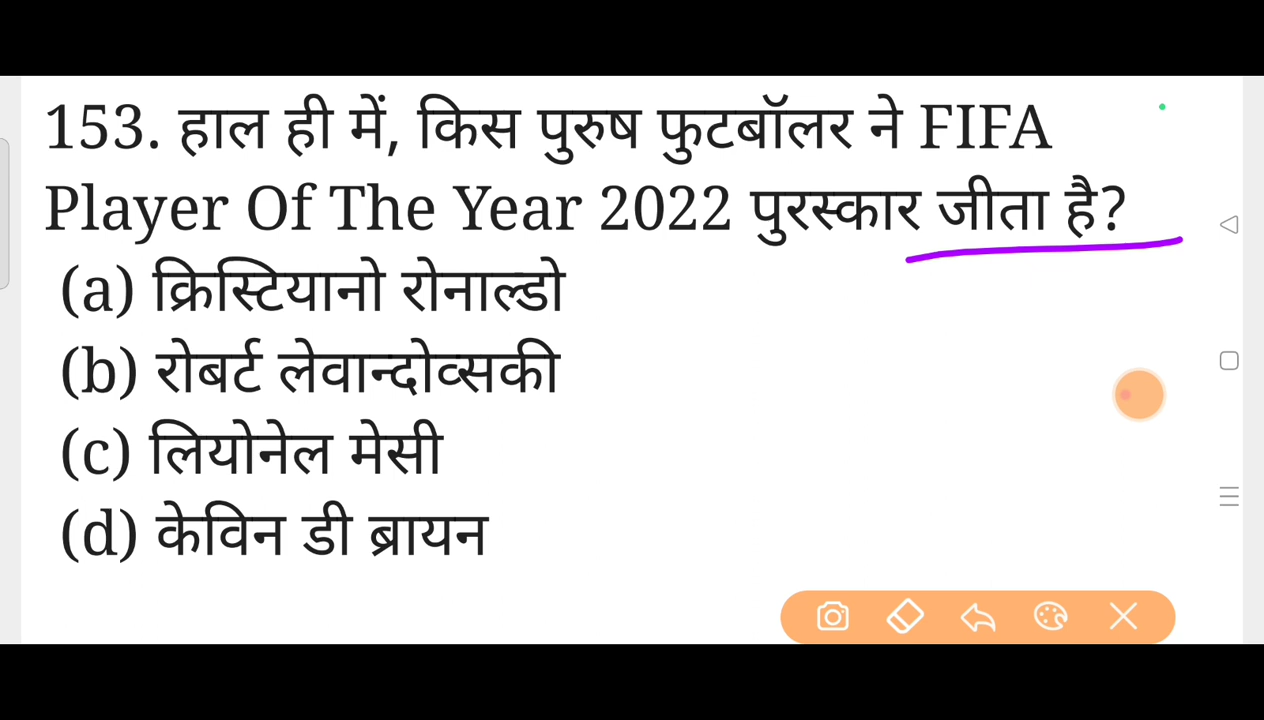 153. हाल ही में, किस पुरुष फुटबॉलर ने FIFA
Player Of The Year 2022 पुरस्कार जीता है?
(a) क्रिस्टियानो रोनाल्डो
(b) रोबर्ट लेवान्दोव्सकी
(c) लियोनेल मेसी
(d) केविन डी ब्रायन